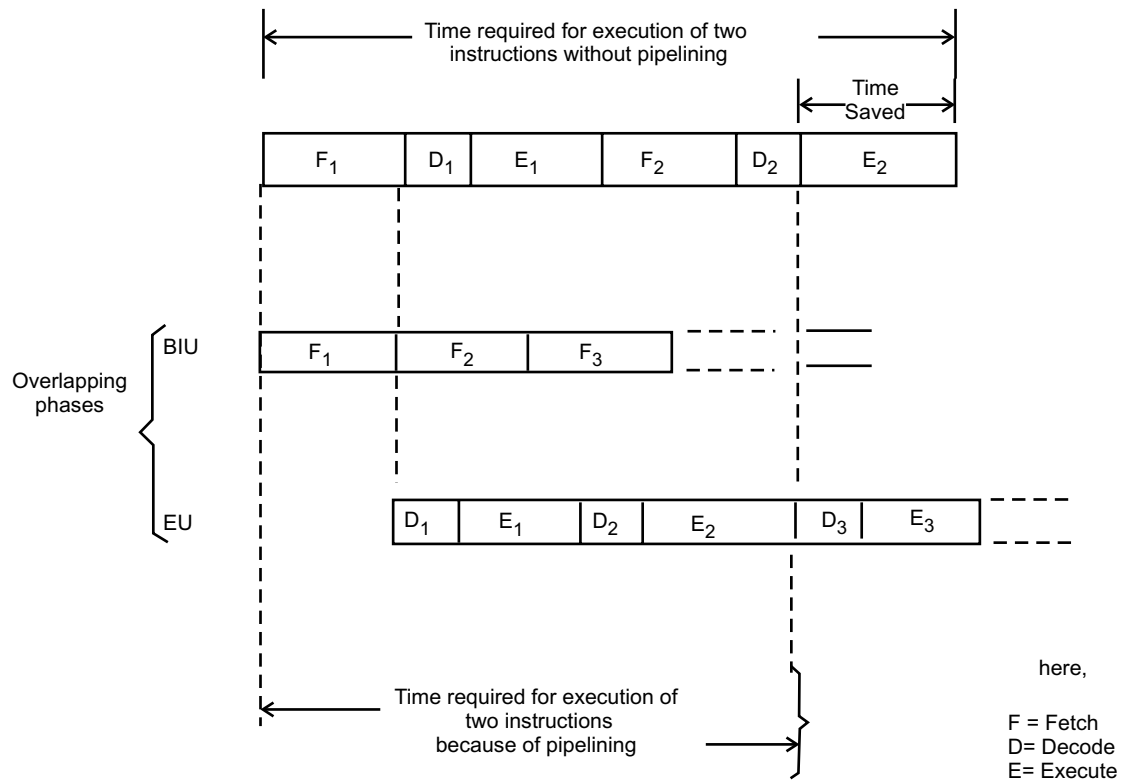 Time required for execution of two
instructions without pipelining
Time
Saved
F1 D1 E1 F2 D2 E2
BIU
F1 F2 F3
Overlapping
phases
EU
D1 E1 D2 E2 D3 E3
Time required for execution of
two instructions
because of pipelining
here,
F = Fetch
D= Decode
E= Execute